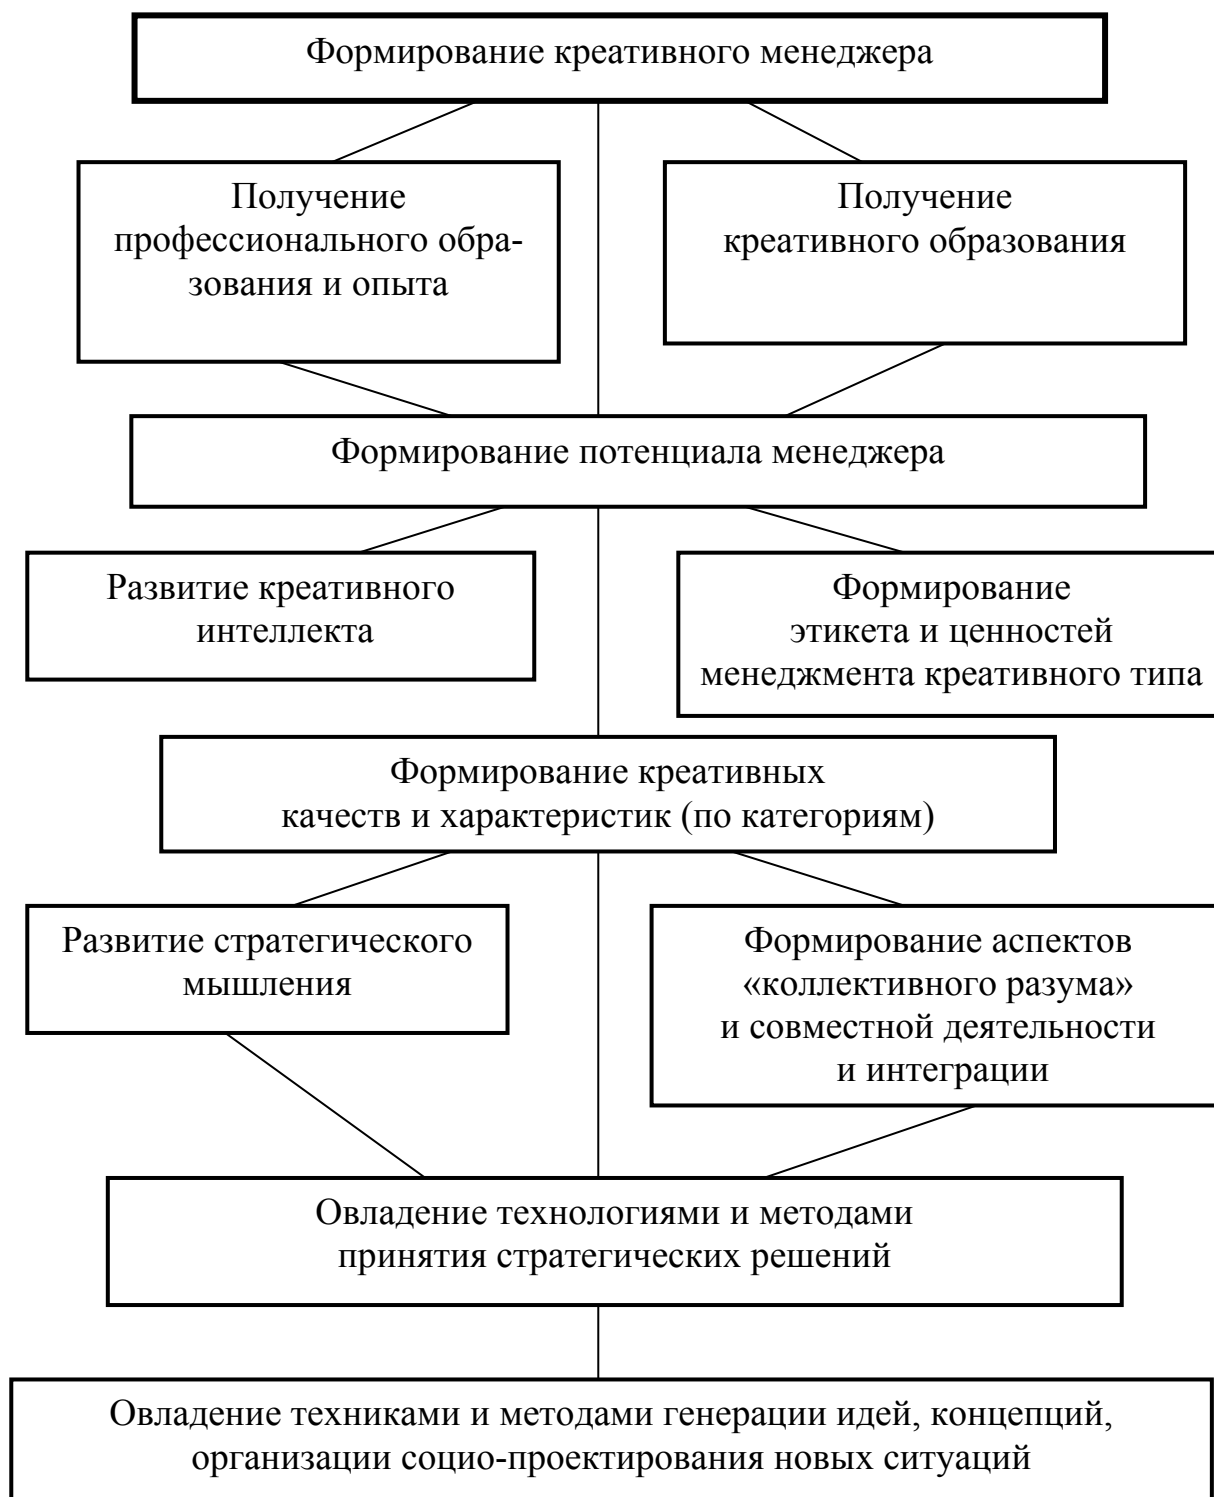 Формирование креативного менеджера
Получение
профессионального обра-
зования и опыта
Получение
креативного образования
Формирование потенциала менеджера
Развитие креативного
интеллекта
Формирование
этикета и ценностей
менеджмента креативного типа
Формирование креативных
качеств и характеристик (по категориям)
Развитие стратегического
мышления
Формирование аспектов
«коллективного разума»
и совместной деятельности
и интеграции
Овладение технологиями и методами
принятия стратегических решений
Овладение техниками и методами генерации идей, концепций,
организации социо-проектирования новых ситуаций